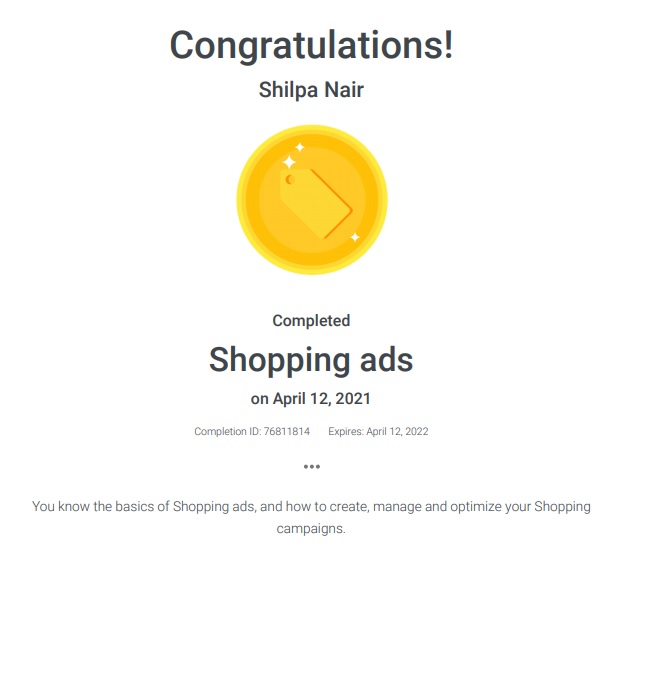 Congratulations!
Shilpa Nair
Completed
Shopping ads
on April 12, 2021
Completion ID: 76811814 Expires: April 12, 2022
•••
You know the basics of Shopping ads, and how to create, manage and optimize your Shopping
campaigns.